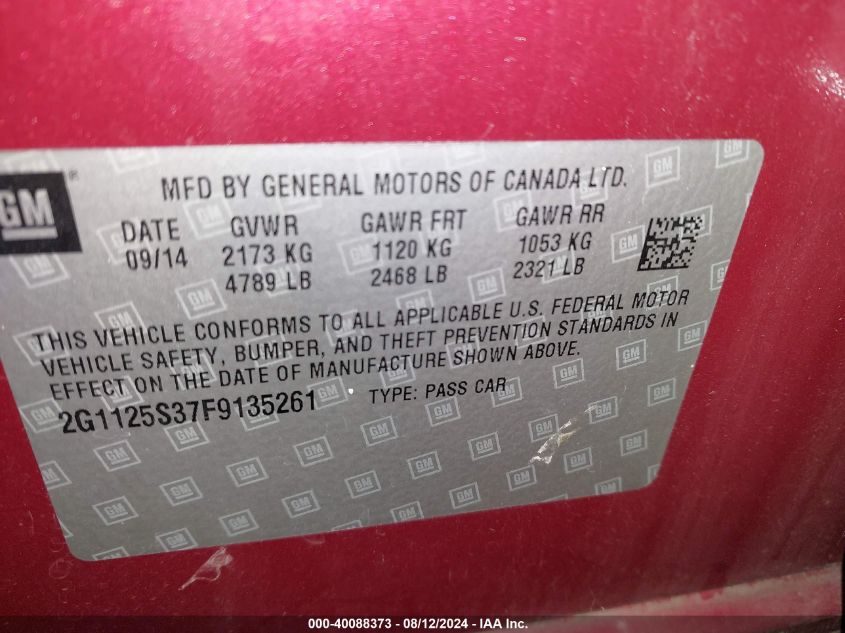 GM ®
MFD BY GENERAL MOTORS OF CANADA LTD.
DATE GVWR GAWR FRT GAWR RR
09/14 2173 KG 1120 KG 1053 KG
4789 LB 2468 LB 2321 LB
THIS VEHICLE CONFORMS TO ALL APPLICABLE U.S. FEDERAL MOTOR
VEHICLE SAFETY, BUMPER, AND THEFT PREVENTION STANDARDS IN
EFFECT ON THE DATE OF MANUFACTURE SHOWN ABOVE.
2G1125S37F9135261 TYPE: PASS CAR
000-40088373 - 08/12/2024 - IAA Inc.